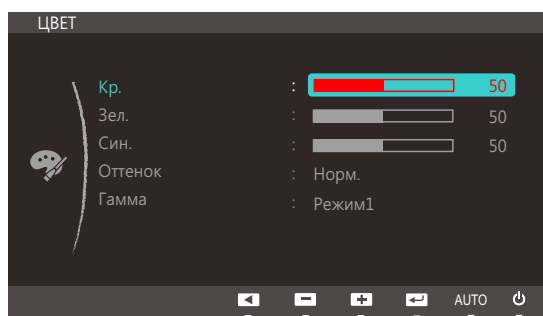 ЦВЕТ
Кр. : 50
Зел. : 50
Син. : 50
Оттенок : Норм.
Гамма : Режим1
AUTO